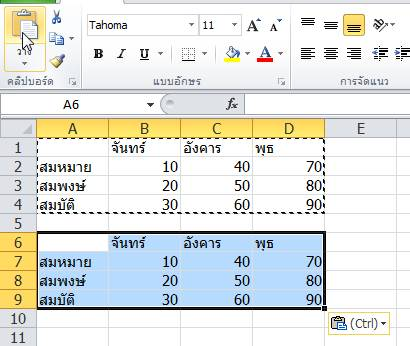 Tahoma 11 A A
วาง
B I U A
คลิปบอร์ด แบบอักษร การจัดแนว
A6 fx
A B C D E
1 จันทร์ อังคาร พุธ
2 สมหมาย 10 40 70
3 สมพงษ์ 20 50 80
4 สมบัติ 30 60 90
5
6 จันทร์ อังคาร พุธ
7 สมหมาย 10 40 70
8 สมพงษ์ 20 50 80
9 สมบัติ 30 60 90
10 (Ctrl)
11